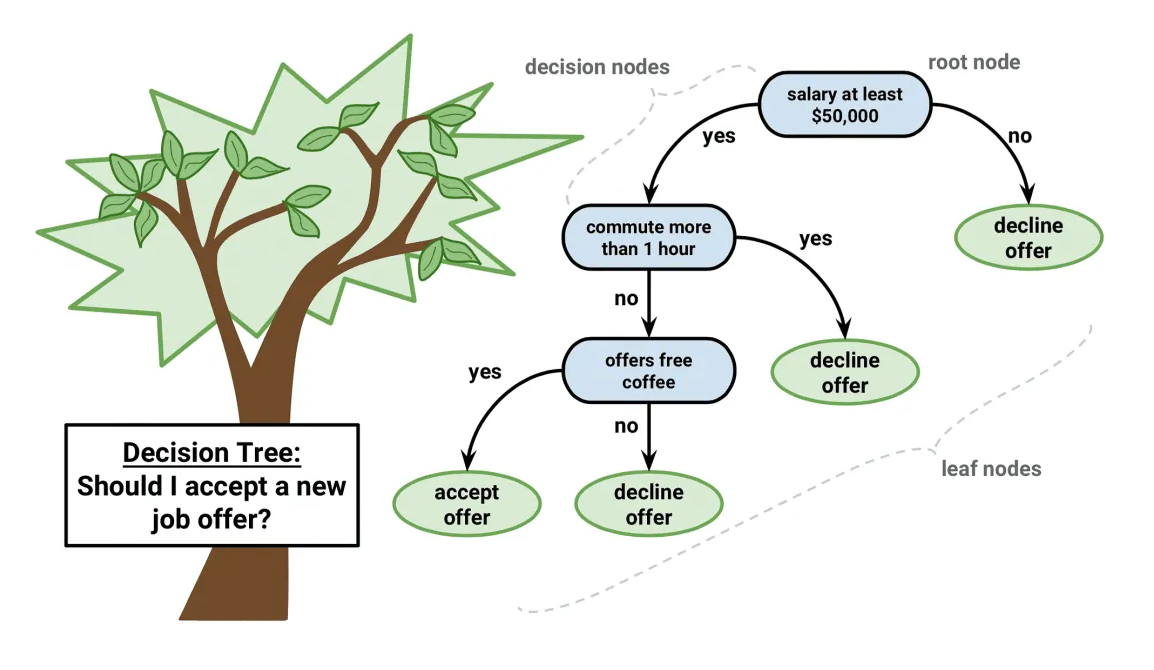 decision nodes
root node
salary at least
$50,000
yes
no
commute more
than 1 hour
yes
decline
offer
no
offers free
coffee
decline
offer
yes
no
leaf nodes
accept
offer
decline
offer
Decision Tree:
Should I accept a new
job offer?